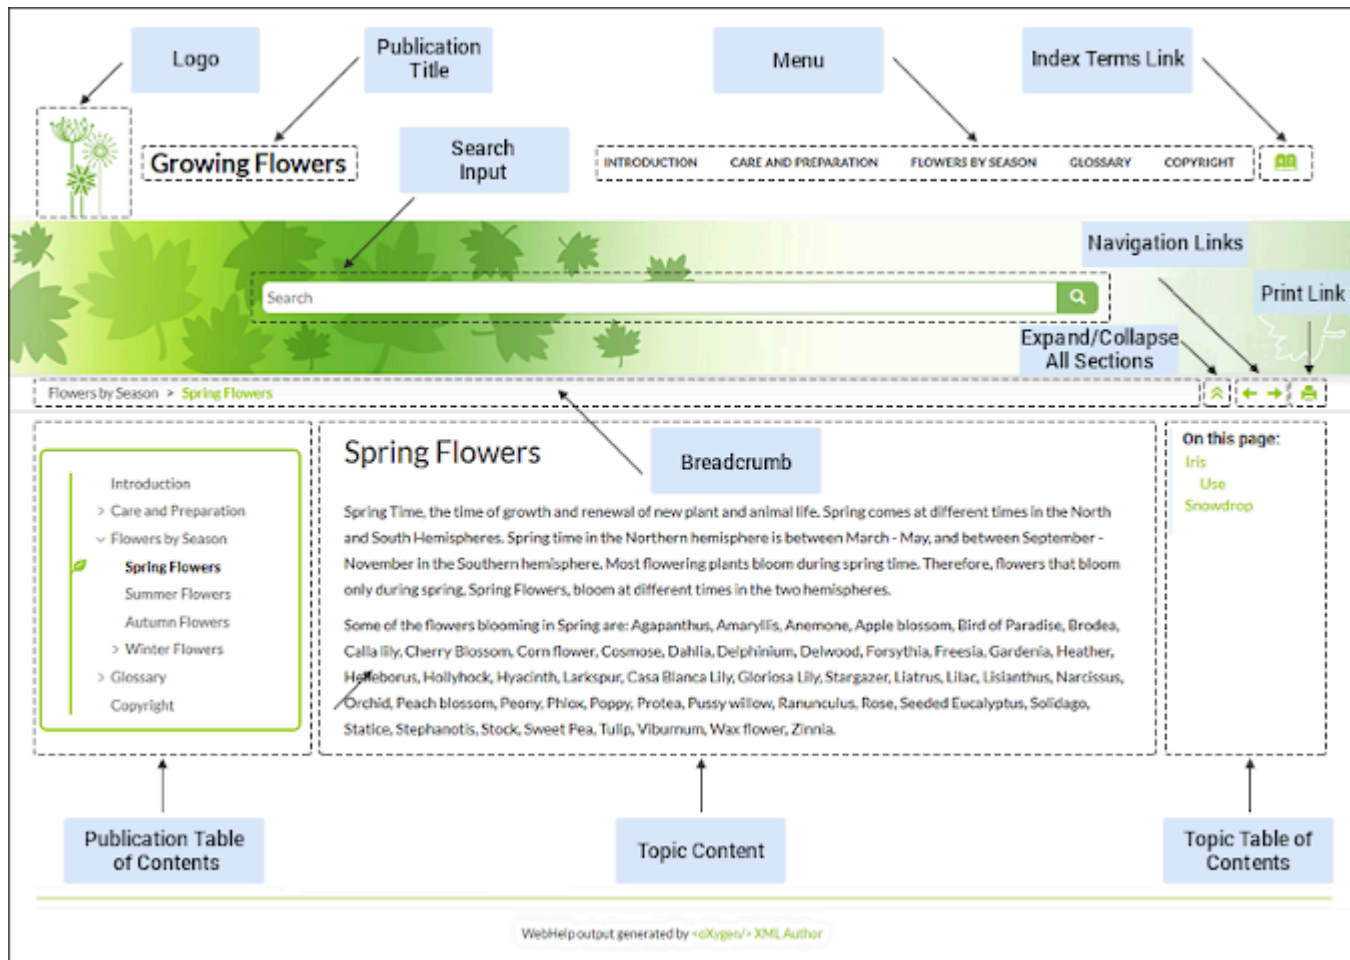 Logo
Publication
Title
Menu
Index Terms Link
Search
Input
Growing Flowers
INTRODUCTION CARE AND PREPARATION FLOWERS BY SEASON GLOSSARY COPYRIGHT
Navigation Links
Search
Print Link
Expand/Collapse
All Sections
Flowers by Season > Spring Flowers
Breadcrumb
Introduction
> Care and Preparation
Flowers by Season
Spring Flowers
Summer Flowers
Autumn Flowers
> Winter Flowers
> Glossary
Copyright
Spring Flowers
Spring Time, the time of growth and renewal of new plant and animal life. Spring comes at different times in the North
and South Hemispheres. Spring time in the Northern hemisphere is between March - May, and between September -
November in the Southern hemisphere. Most flowering plants bloom during spring time. Therefore, flowers that bloom
only during spring, Spring Flowers, bloom at different times in the two hemispheres.
Some of the flowers blooming in Spring are: Agapanthus, Amaryllis, Anemone, Apple blossom, Bird of Paradise, Brodea,
Calla lily, Cherry Blossom, Corn flower, Cosmose, Dahlia, Delphinium, Delwood, Forsythia, Freesia, Gardenia, Heather,
Helleborus, Hollyhock, Hyacinth, Larkspur, Casa Blanca Lily, Gloriosa Lily, Stargazer, Liatrus, Lilac, Lisianthus, Narcissus,
Orchid, Peach blossom, Peony, Phlox, Poppy, Protea, Pussy willow, Ranunculus, Rose, Seeded Eucalyptus, Solidago,
Statice, Stephanotis, Stock, Sweet Pea, Tulip, Viburnum, Wax flower, Zinnia.
On this page:
Iris
Use
Snowdrop
Publication Table
of Contents
Topic Content
Topic Table of
Contents
WebHelp output generated by <oXygen/> XML Author